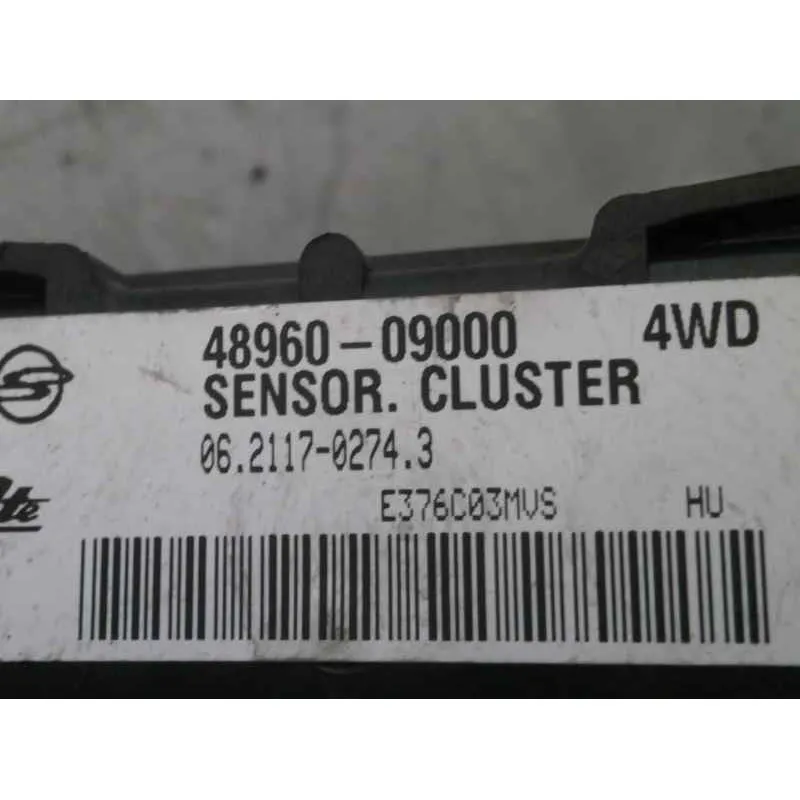 48960-09000 4WD
SENSOR. CLUSTER
06.2117-0274.3
E376C03MVS HU